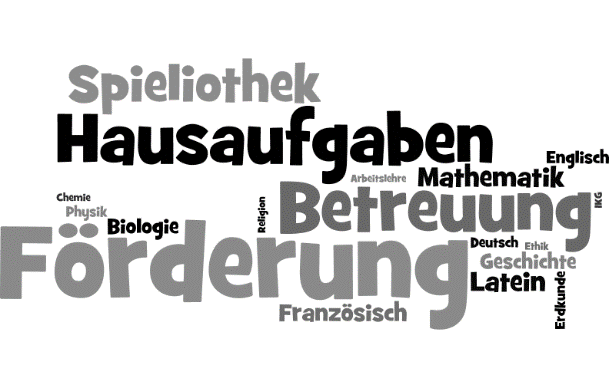 Spieliothek
Hausaufgaben
Englisch
Arbeitslehre
Mathematik
Betreuung
IKG
Chemie
Physik
Biologie
Religion
Förderung
Deutsch
Ethik
Geschichte
Latein
Erdkunde
Französisch